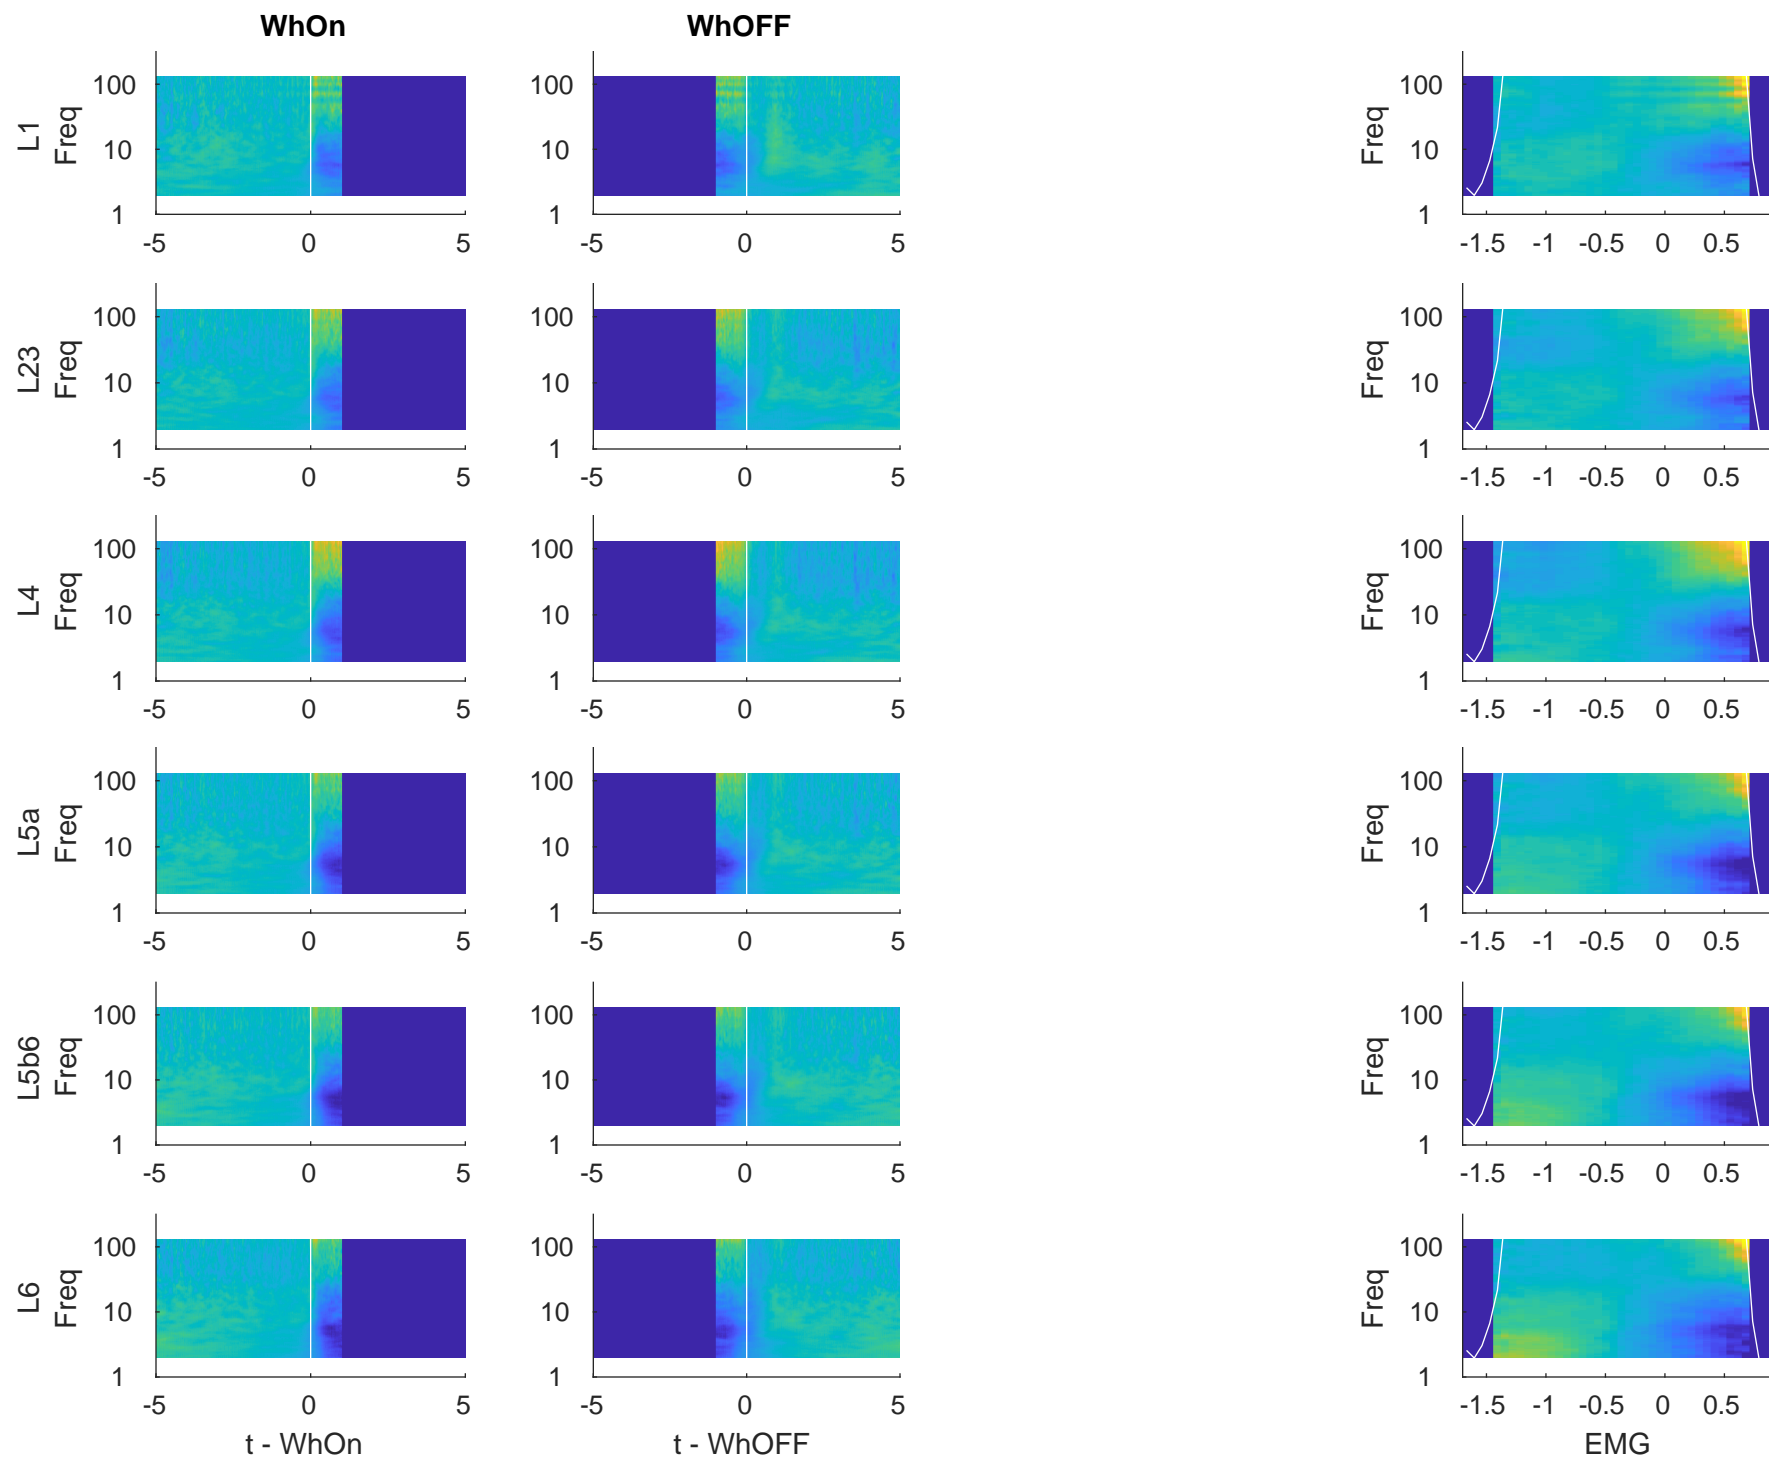 WhOn WhOFF
L1 Freq 100 10 1 -5 0 5
100 10 1 -5 0 5
Freq 100 10 1 -1.5 -1 -0.5 0 0.5
L23 Freq 100 10 1 -5 0 5
100 10 1 -5 0 5
Freq 100 10 1 -1.5 -1 -0.5 0 0.5
L4 Freq 100 10 1 -5 0 5
100 10 1 -5 0 5
Freq 100 10 1 -1.5 -1 -0.5 0 0.5
L5a Freq 100 10 1 -5 0 5
100 10 1 -5 0 5
Freq 100 10 1 -1.5 -1 -0.5 0 0.5
L5b6 Freq 100 10 1 -5 0 5
100 10 1 -5 0 5
Freq 100 10 1 -1.5 -1 -0.5 0 0.5
L6 Freq 100 10 1 -5 0 5
100 10 1 -5 0 5
Freq 100 10 1 -1.5 -1 -0.5 0 0.5
t - WhOn t - WhOFF EMG